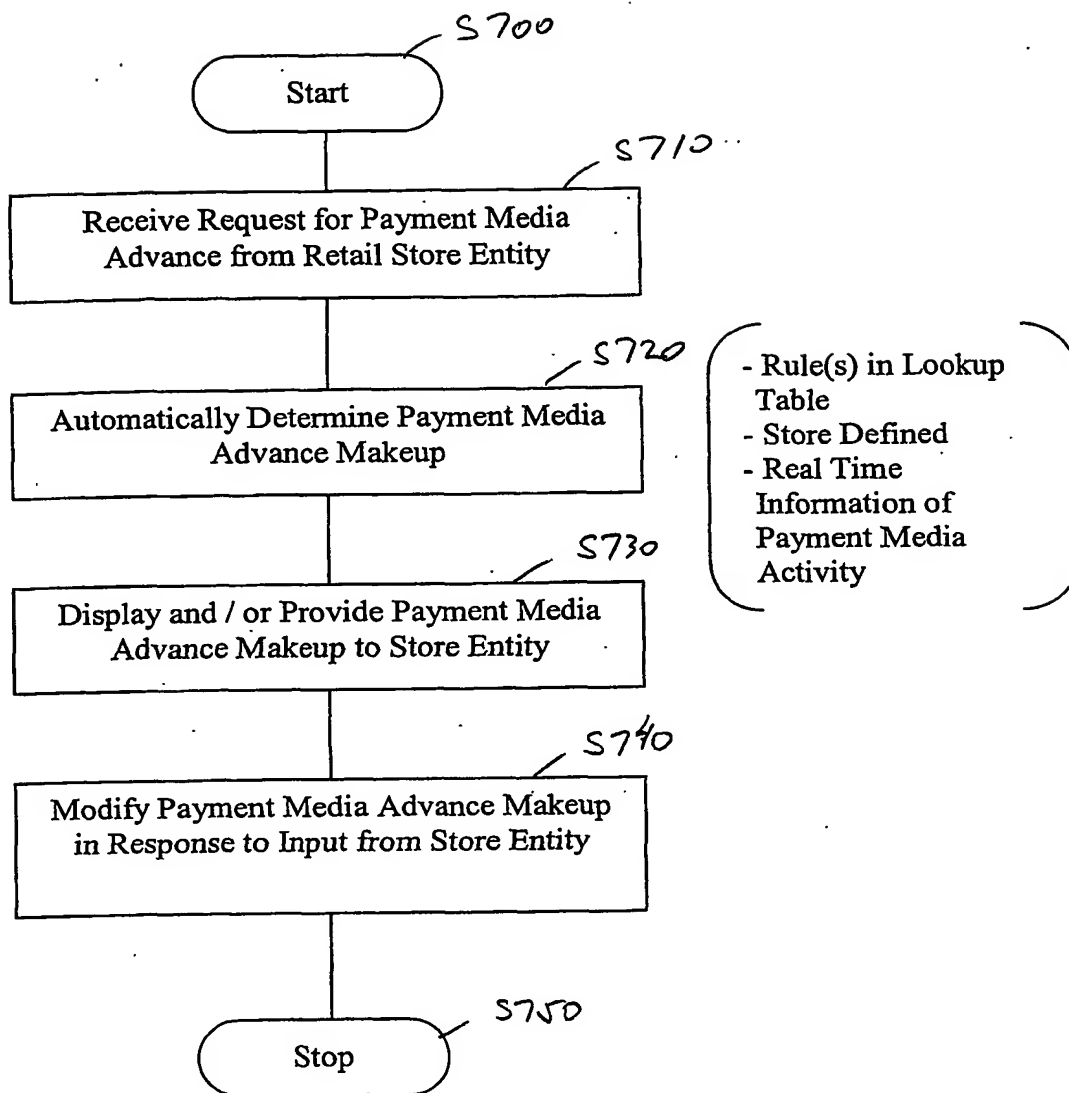 S700
Start
S710
Receive Request for Payment Media
Advance from Retail Store Entity
S720
Automatically Determine Payment Media
Advance Makeup
- Rule(s) in Lookup
Table
- Store Defined
- Real Time
Information of
Payment Media
Activity
S730
Display and / or Provide Payment Media
Advance Makeup to Store Entity
S740
Modify Payment Media Advance Makeup
in Response to Input from Store Entity
S750
Stop